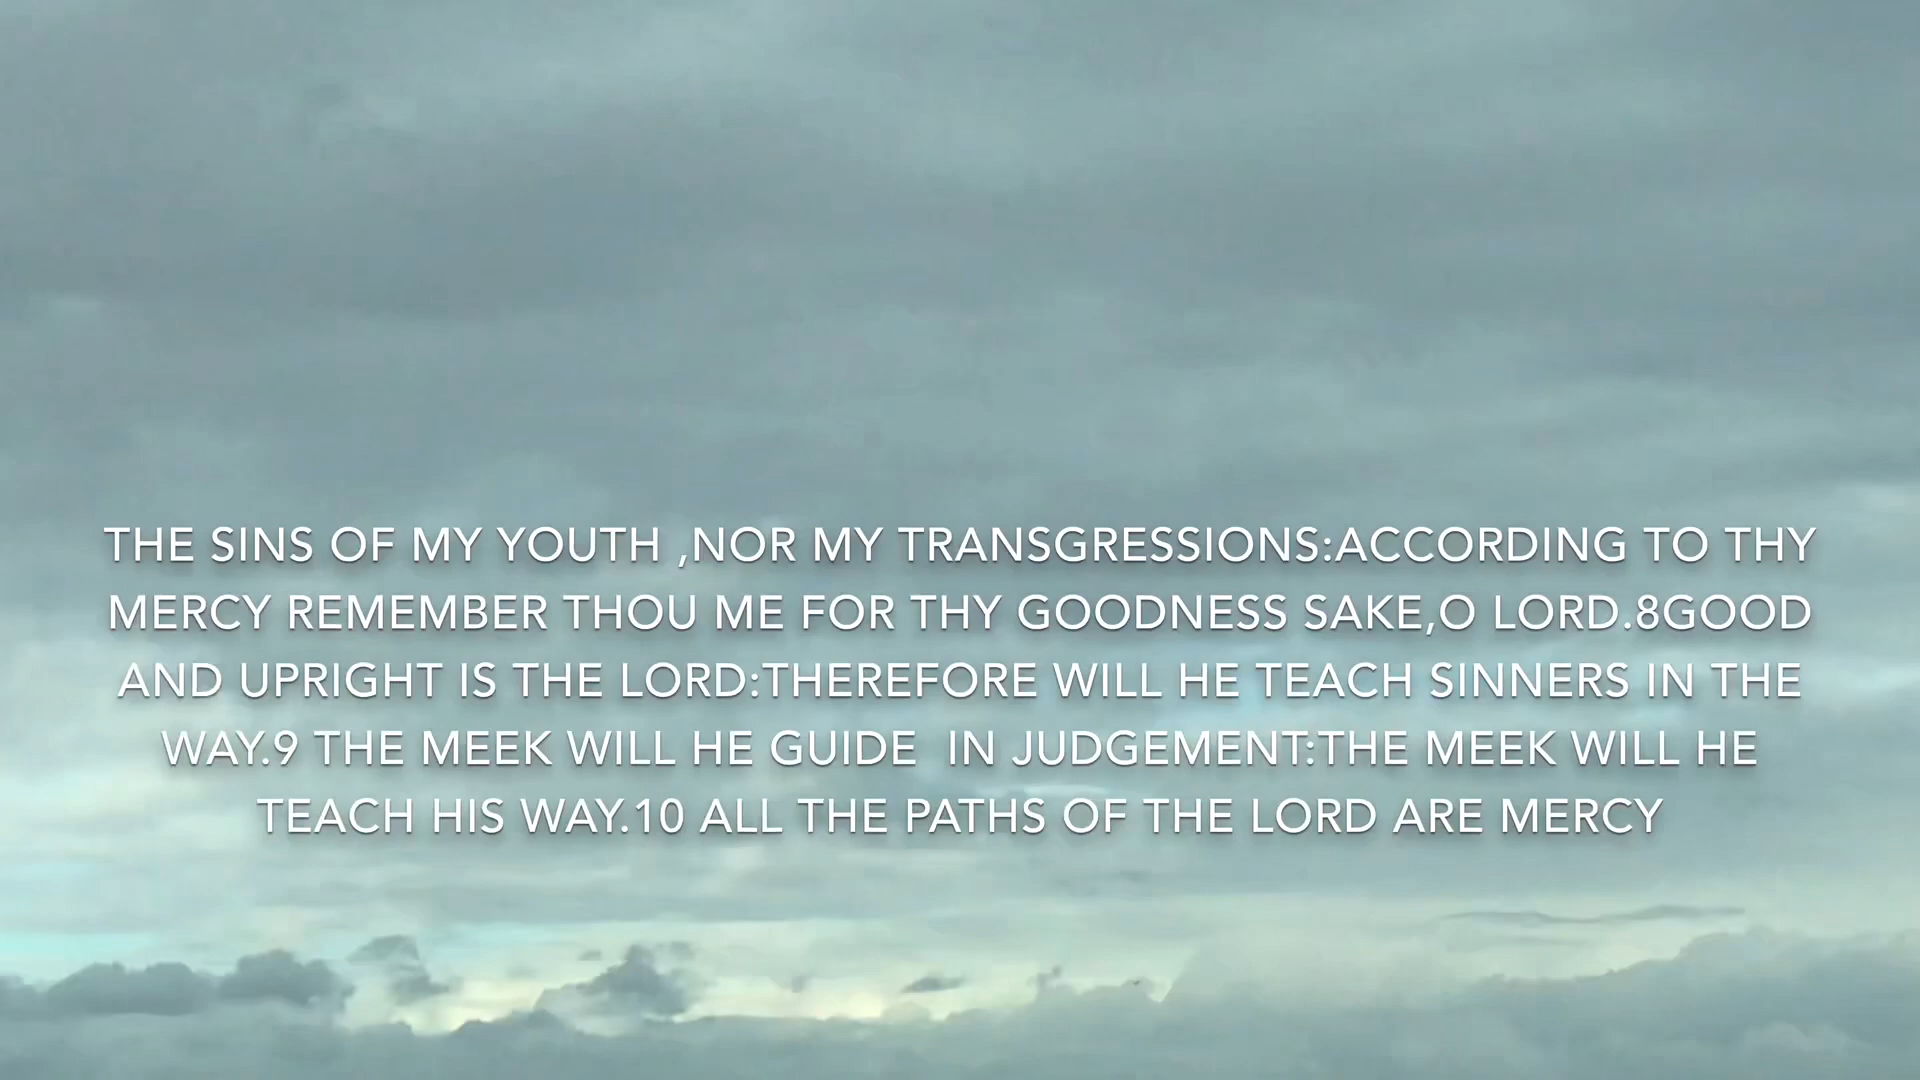 THE SINS OF MY YOUTH ,NOR MY TRANSGRESSIONS:ACCORDING TO THY
MERCY REMEMBER THOU ME FOR THY GOODNESS SAKE,O LORD.8GOOD
AND UPRIGHT IS THE LORD:THEREFORE WILL HE TEACH SINNERS IN THE
WAY.9 THE MEEK WILL HE GUIDE  IN JUDGEMENT:THE MEEK WILL HE
TEACH HIS WAY.10 ALL THE PATHS OF THE LORD ARE MERCY